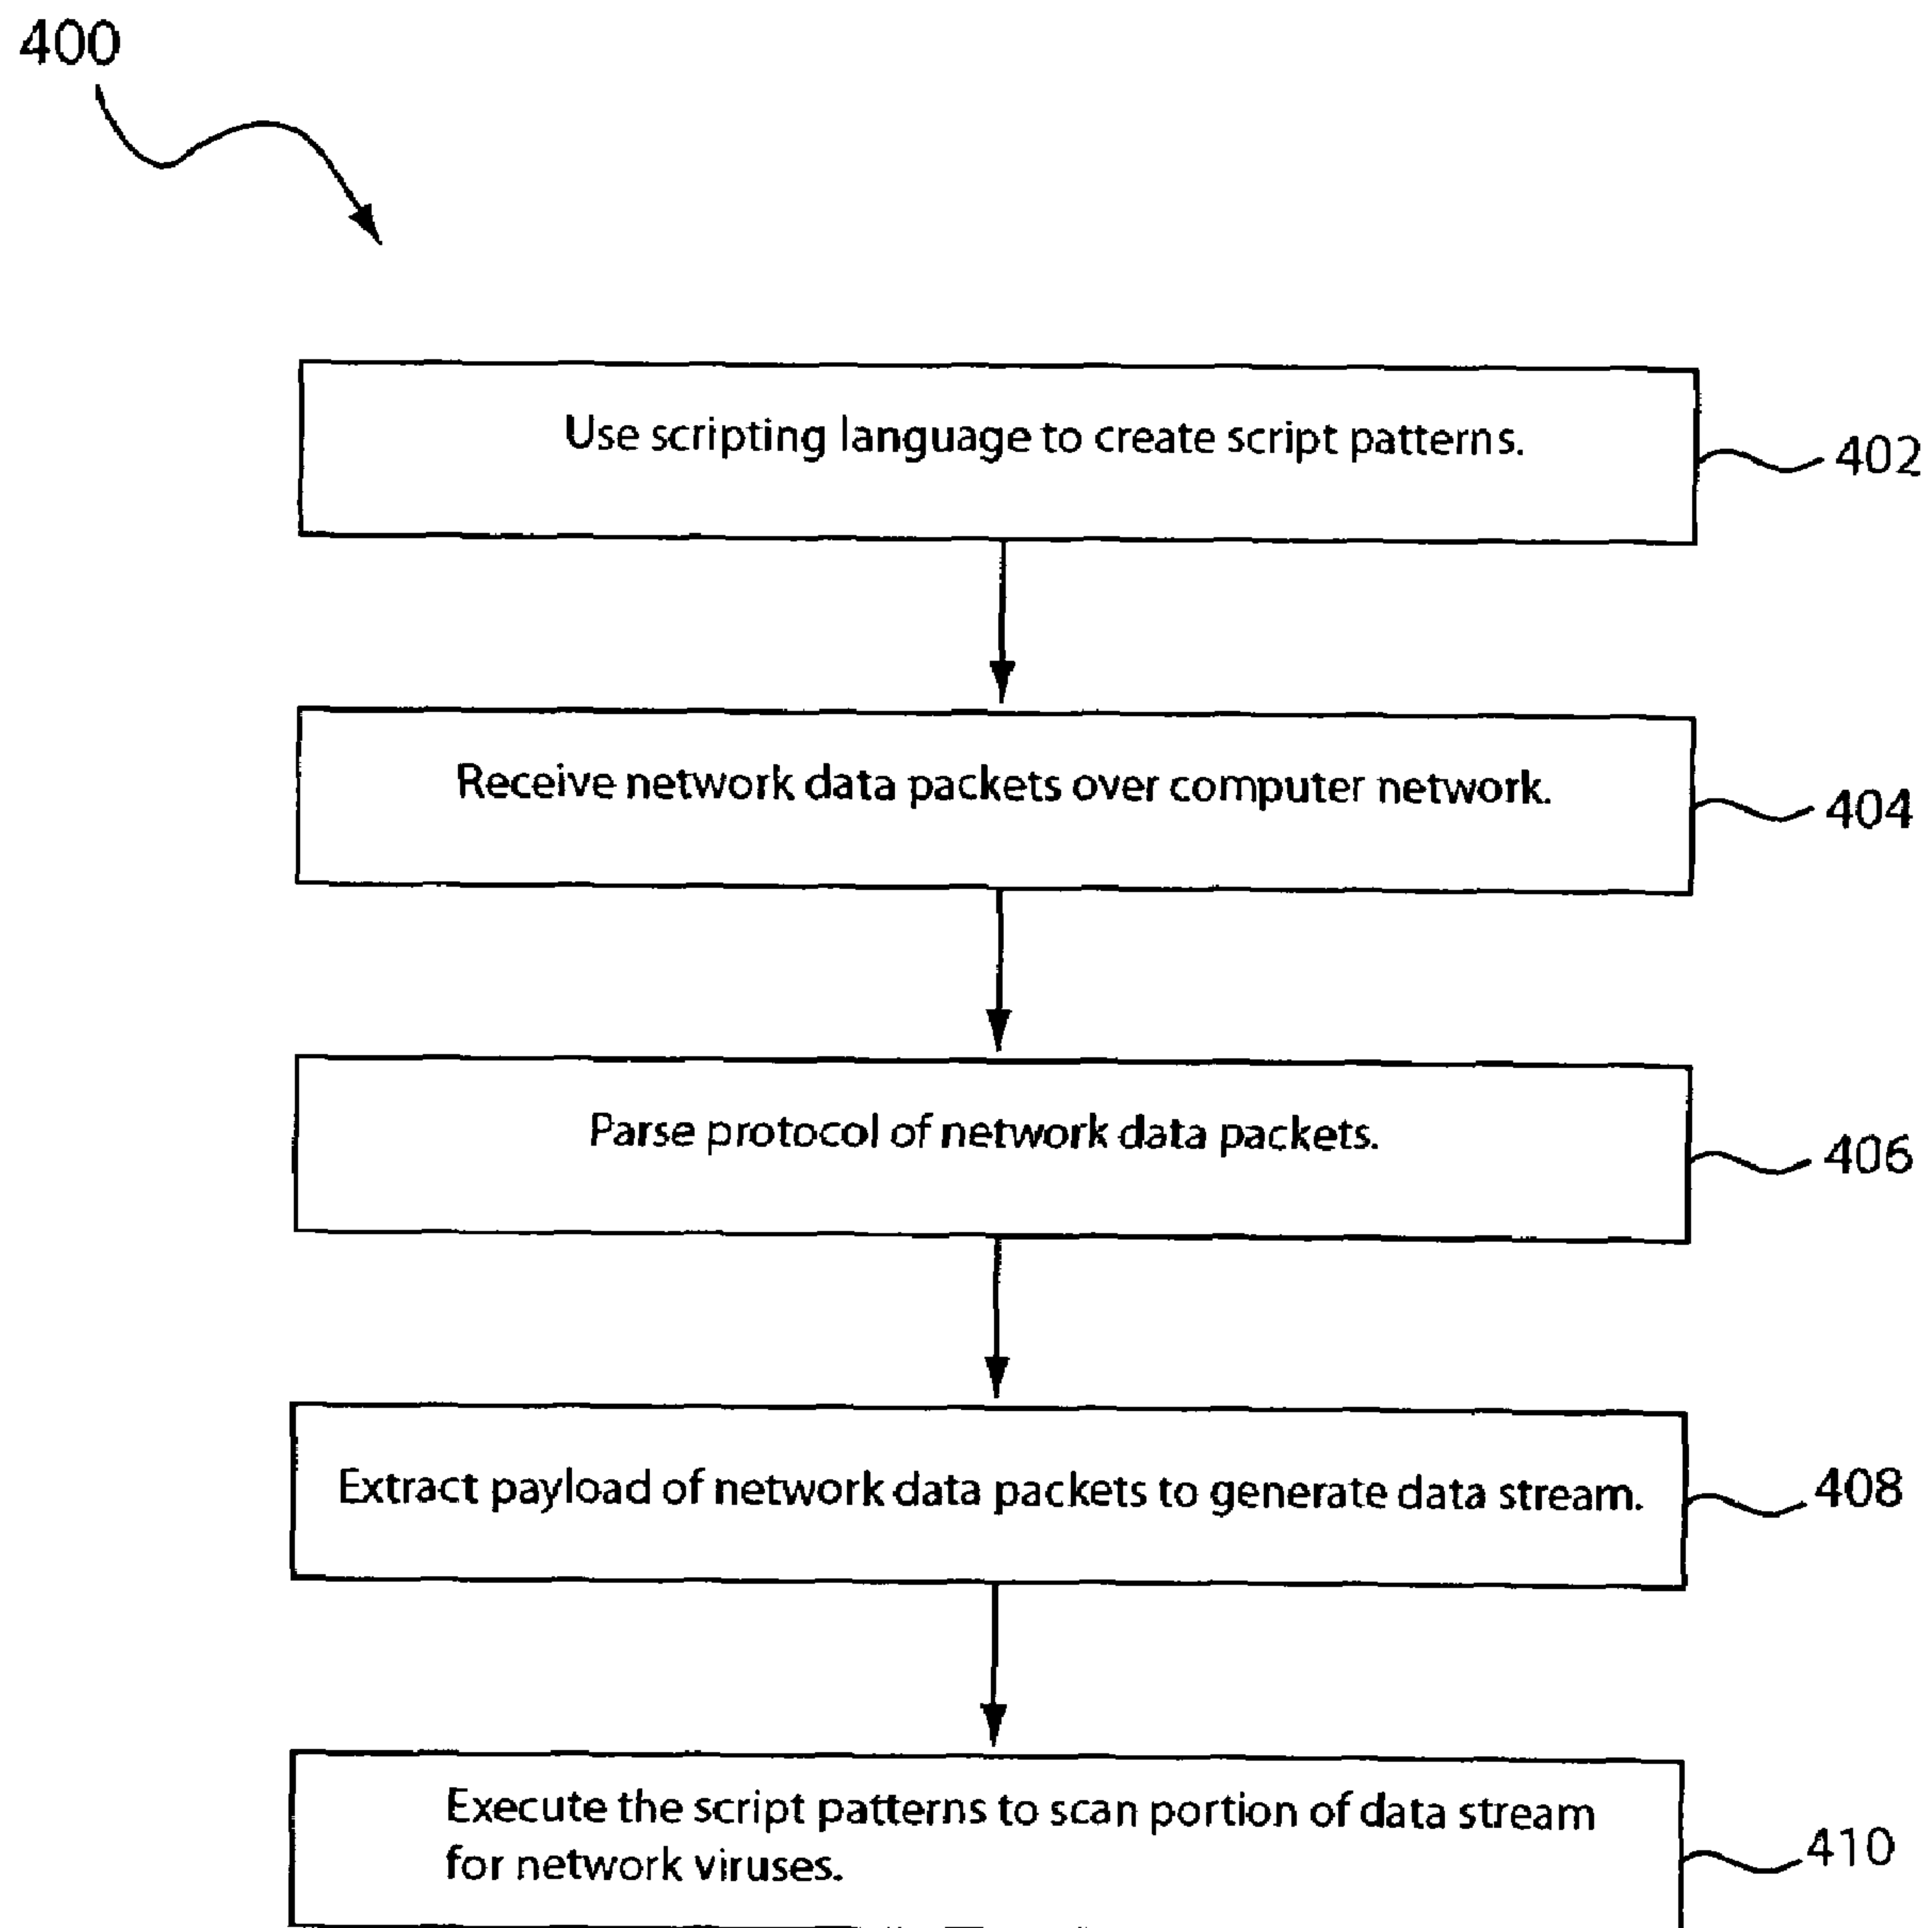 400
Use scripting language to create script patterns.
402
Receive network data packets over computer network.
404
Parse protocol of network data packets.
406
Extract payload of network data packets to generate data stream.
408
Execute the script patterns to scan portion of data stream
for network viruses.
410